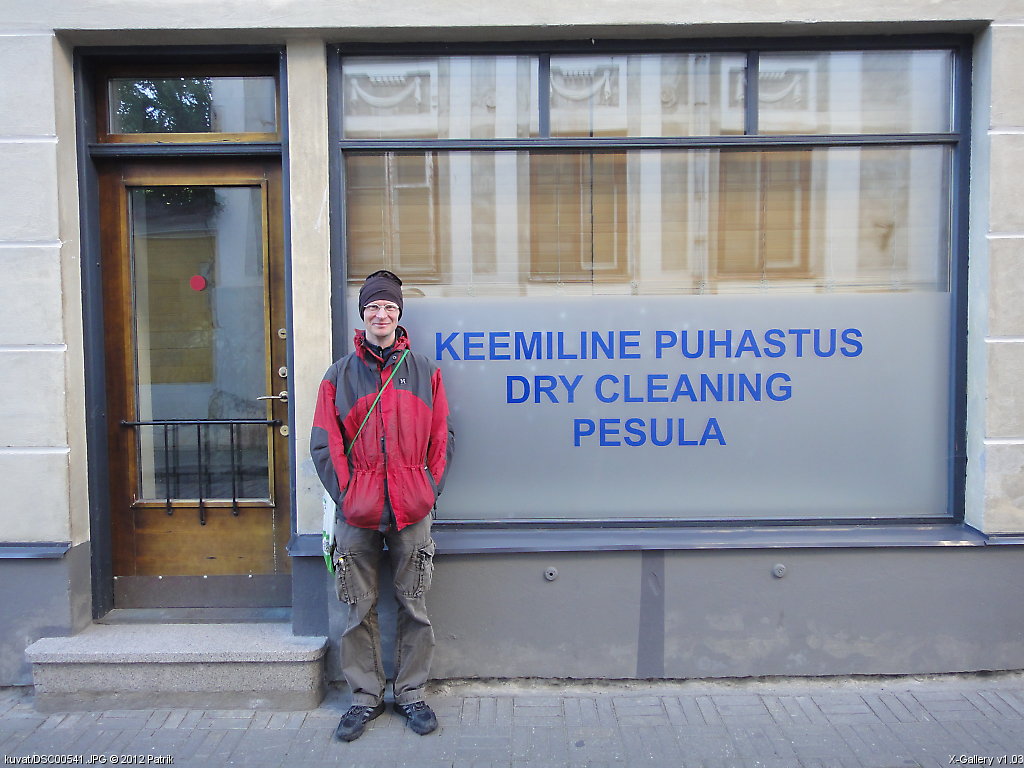 KEEMILINE PUHASTUS
DRY CLEANING
PESULA
kuvat/DSC00541.JPG © 2012 Patrik
X-Gallery v1.03